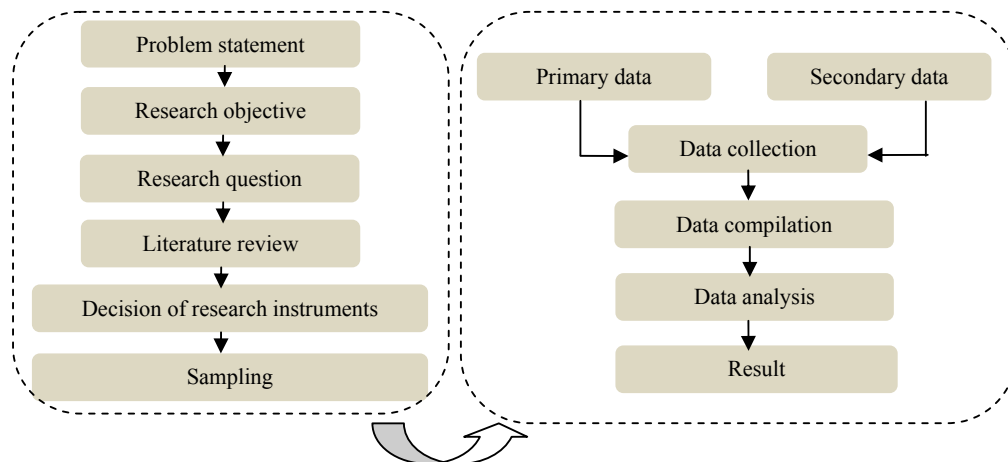 Problem statement
Research objective
Research question
Literature review
Decision of research instruments
Sampling
Primary data
Secondary data
Data collection
Data compilation
Data analysis
Result